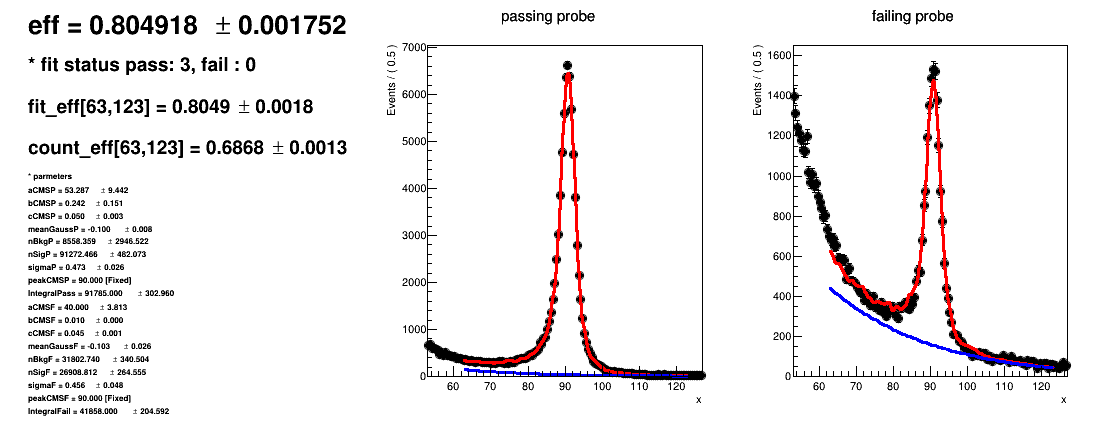 eff = 0.804918 ± 0.001752
* fit status pass: 3, fail : 0
fit_eff[63,123] = 0.8049 ± 0.0018
count_eff[63,123] = 0.6868 ± 0.0013
* parmeters
aCMSP = 53.287 ± 9.442
bCMSP = 0.242 ± 0.151
cCMSP = 0.050 ± 0.003
meanGaussP = -0.100 ± 0.008
nBkgP = 8558.359 ± 2946.522
nSigP = 91272.466 ± 482.073
sigmaP = 0.473 ± 0.026
peakCMSP = 90.000 [Fixed]
IntegralPass = 91785.000 ± 302.960
aCMSF = 40.000 ± 3.813
bCMSF = 0.010 ± 0.000
cCMSF = 0.045 ± 0.001
meanGaussF = -0.103 ± 0.026
nBkgF = 31802.740 ± 340.504
nSigF = 26908.812 ± 264.555
sigmaF = 0.456 ± 0.048
peakCMSF = 90.000 [Fixed]
IntegralFail = 41858.000 ± 204.592
passing probe
Events / ( 0.5 )
7000
6000
5000
4000
3000
2000
1000
0
60 70 80 90 100 110 120
x
failing probe
Events / ( 0.5 )
1600
1400
1200
1000
800
600
400
200
0
60 70 80 90 100 110 120
x